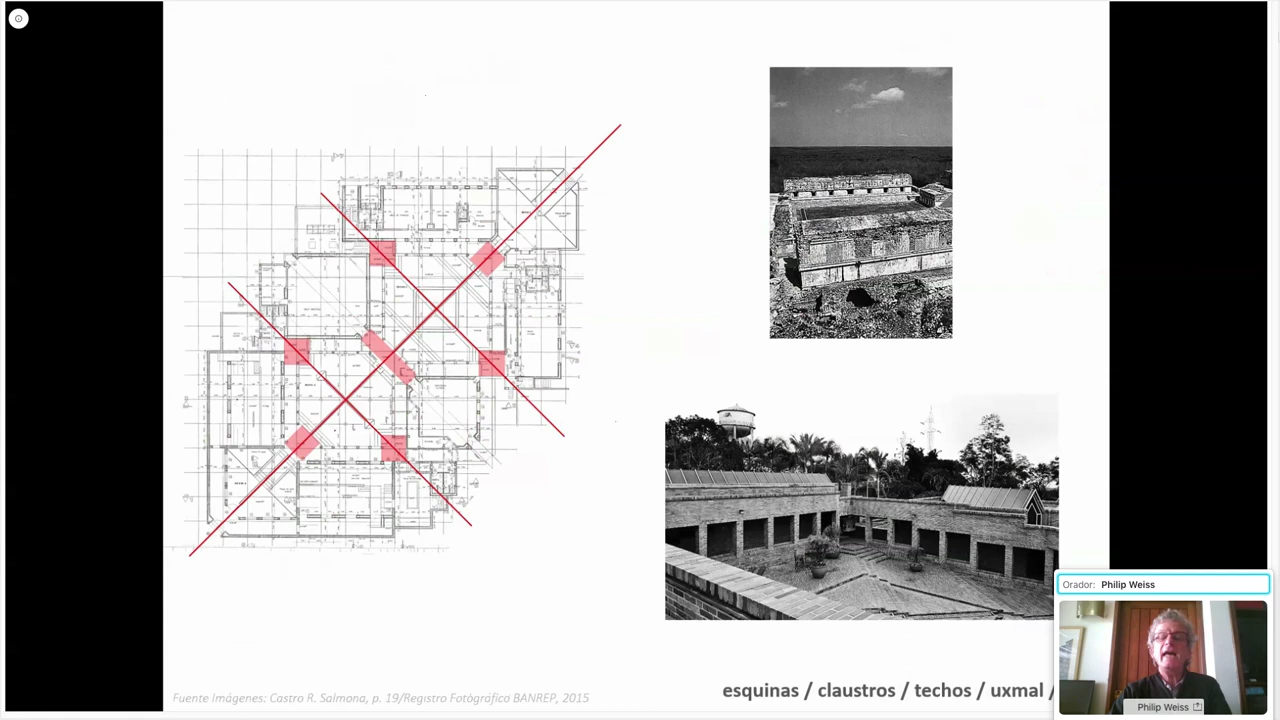 Orador: Philip Weiss
Philip Weiss
Fuente Imágenes: Castro R. Salmona, p. 19/Registro Fotográfico BANREP, 2015
esquinas / claustros / techos / uxmal /